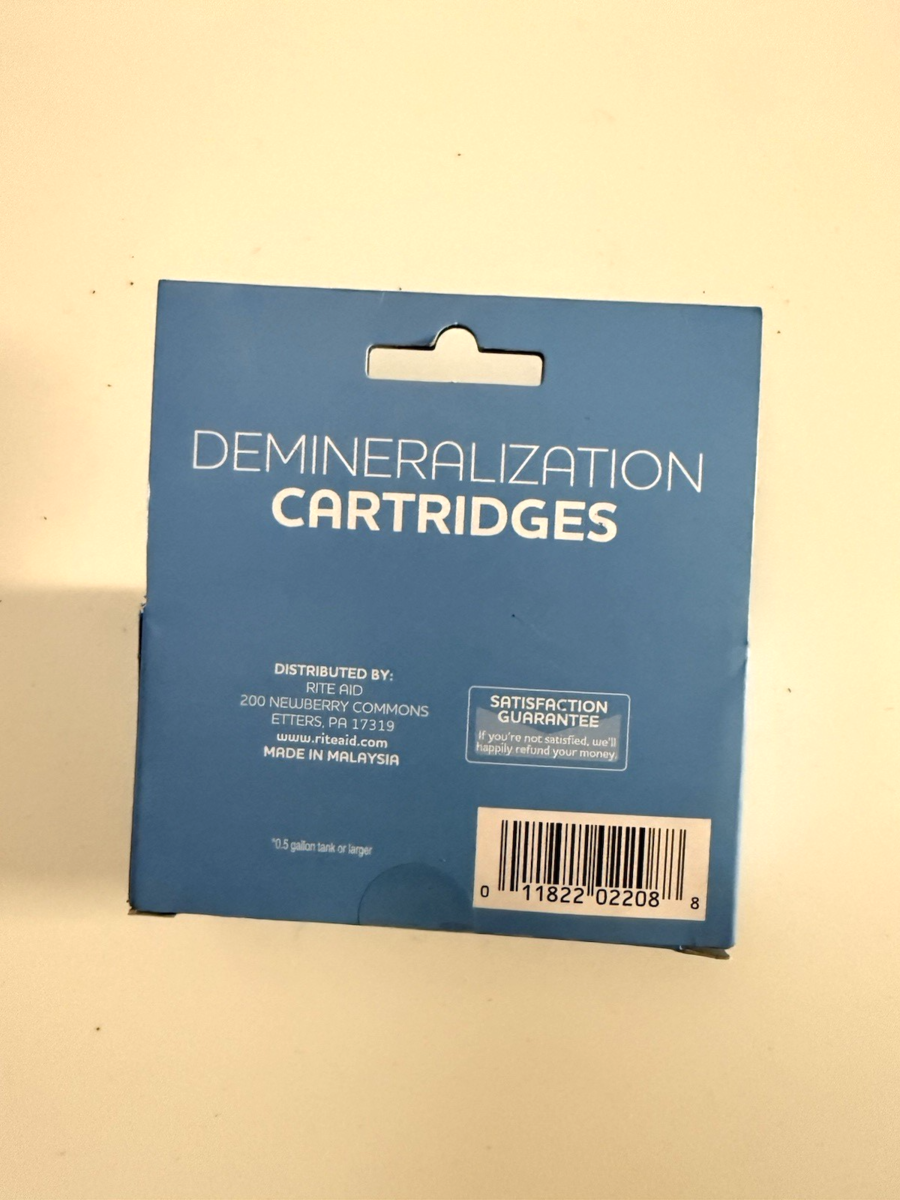 DEMINERALIZATION
CARTRIDGES
DISTRIBUTED BY:
RITE AID
200 NEWBERRY COMMONS
ETTERS, PA 17319
www.riteaid.com
MADE IN MALAYSIA
SATISFACTION
GUARANTEE
If you're not satisfied, we'll
happily refund your money.
*0.5 gallon tank or larger
0 11822 02208 8